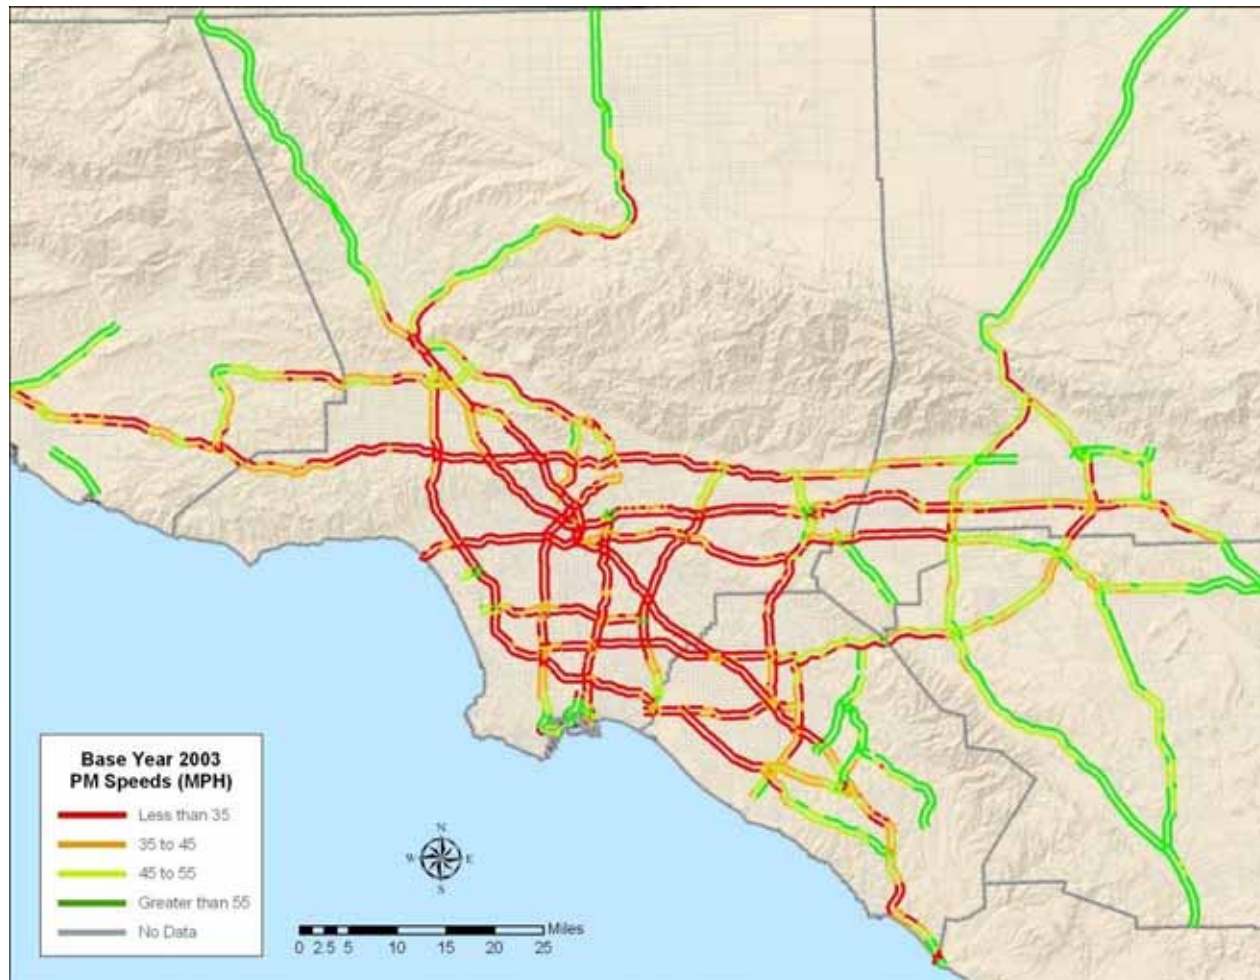 Base Year 2003
PM Speeds (MPH)
Less than 35
35 to 45
45 to 55
Greater than 55
No Data
N
W E
S
Miles
0 2.5 5 10 15 20 25